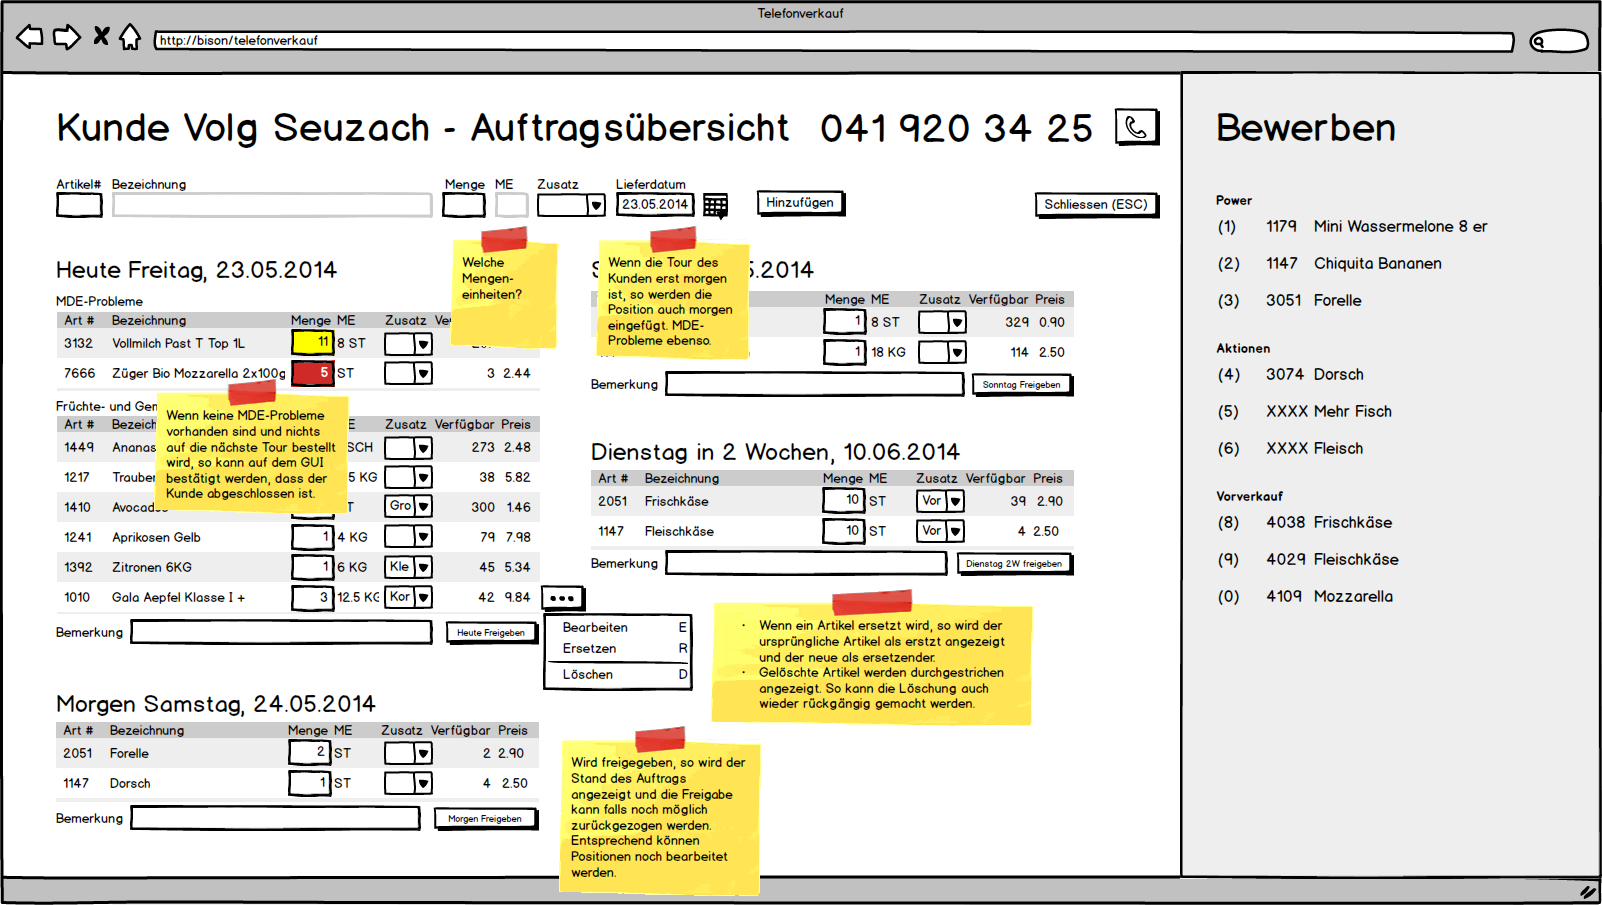 Telefonverkauf
http://bison/telefonverkauf
Kunde Volg Seuzach - Auftragsübersicht 041 920 34 25
Artikel# Bezeichnung Menge ME Zusatz Lieferdatum
23.05.2014 Hinzufügen Schliessen (ESC)
Welche
Mengen-
einheiten?
Wenn die Tour des
Kunden erst morgen
ist, so werden die
Position auch morgen
eingefügt. MDE-
Probleme ebenso.
Heute Freitag, 23.05.2014
MDE-Probleme
Art # Bezeichnung Menge ME Zusatz
3132 Vollmilch Past T Top 1L 11 8 ST
7666 Züger Bio Mozzarella 2x100g 5 ST 3 2.44
Früchte- und
Wenn keine MDE-Probleme
vorhanden sind und nichts
auf die nächste Tour bestellt
wird, so kann auf dem GUI
bestätigt werden, dass der
Kunde abgeschlossen ist.
Art # ME Zusatz Verfügbar Preis
1449 Ananas 273 2.48
1217 KG 38 5.82
1410 Gro 300 1.46
1241 Aprikosen Gelb 1 4 KG 79 7.98
1392 Zitronen 6KG 1 6 KG Kle 45 5.34
1010 Gala Aepfel Klasse I + 3 12.5 KG Kor 42 9.84
Bemerkung Heute Freigeben
Bearbeiten E
Ersetzen R
Löschen D
Morgen Samstag, 24.05.2014
Art # Bezeichnung Menge ME Zusatz Verfügbar Preis
2051 Forelle 2 ST 2 2.90
1147 Dorsch 1 ST 4 2.50
Bemerkung Morgen Freigeben
.2014
Menge ME Zusatz Verfügbar Preis
1 8 ST 329 0.90
1 18 KG 114 2.50
Bemerkung Sonntag Freigeben
Dienstag in 2 Wochen, 10.06.2014
Art # Bezeichnung Menge ME Zusatz Verfügbar Preis
2051 Frischkäse 10 ST Vor 39 2.90
1147 Fleischkäse 10 ST Vor 4 2.50
Bemerkung Dienstag 2W freigeben
· Wenn ein Artikel ersetzt wird, so wird der
ursprüngliche Artikel als erstzt angezeigt
und der neue als ersetzender.
· Gelöschte Artikel werden durchgestrichen
angezeigt. So kann die Löschung auch
wieder rückgängig gemacht werden.
Wird freigegeben, so wird der
Stand des Auftrags
angezeigt und die Freigabe
kann falls noch möglich
zurückgezogen werden.
Entsprechend können
Positionen noch bearbeitet
werden.
Bewerben
Power
(1) 1179 Mini Wassermelone 8 er
(2) 1147 Chiquita Bananen
(3) 3051 Forelle
Aktionen
(4) 3074 Dorsch
(5) XXXX Mehr Fisch
(6) XXXX Fleisch
Vorverkauf
(8) 4038 Frischkäse
(9) 4029 Fleischkäse
(0) 4109 Mozzarella